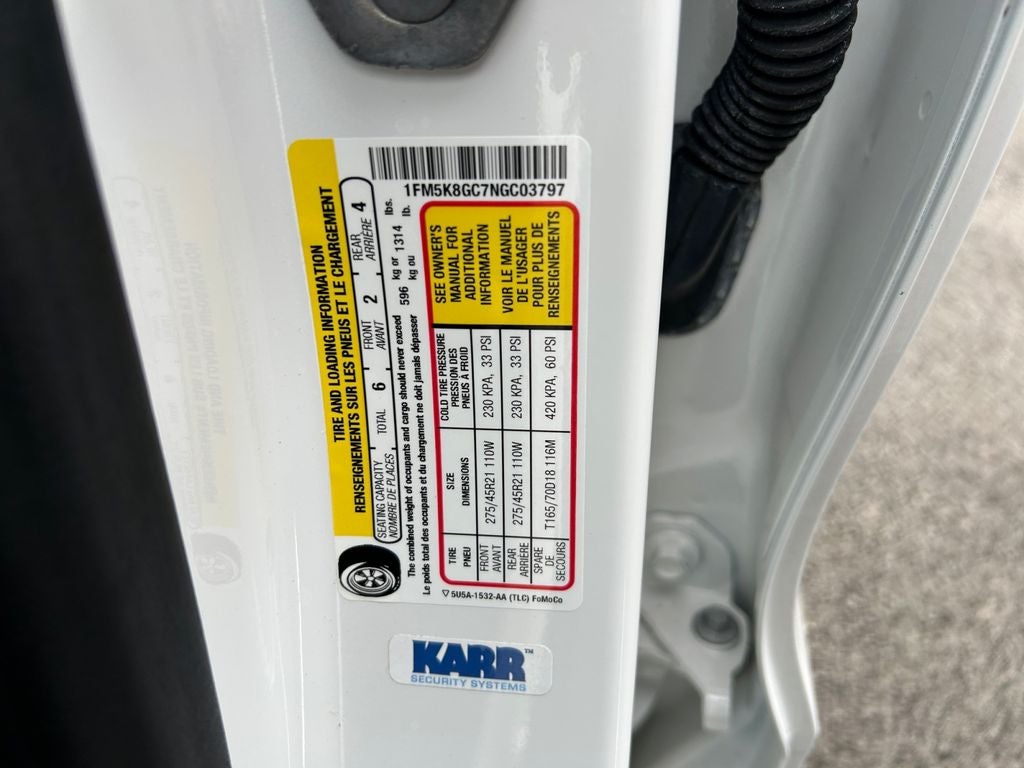 TIRE AND LOADING INFORMATION
RENSEIGNEMENTS SUR LES PNEUS ET LE CHARGEMENT
SEATING CAPACITY TOTAL 6 FRONT 2 REAR 4
NOMBRE DE PLACES AVANT ARRIÈRE
The combined weight of occupants and cargo should never exceed 596 kg or 1314 lbs.
Le poids total des occupants et du chargement ne doit jamais dépasser kg ou lb.
TIRE SIZE COLD TIRE PRESSURE
PNEU DIMENSIONS PRESSION DES
PNEUS À FROID
FRONT 275/45R21 110W 230 KPA, 33 PSI
AVANT
REAR 275/45R21 110W 230 KPA, 33 PSI
ARRIÈRE
SPARE T165/70D18 116M 420 KPA, 60 PSI
DE
SECOURS
SEE OWNER'S
MANUAL FOR
ADDITIONAL
INFORMATION
VOIR LE MANUEL
DE L'USAGER
POUR PLUS DE
RENSEIGNEMENTS
1FM5K8GC7NGC03797
5U5A-1532-AA (TLC) FoMoCo
KARR™
SECURITY SYSTEMS